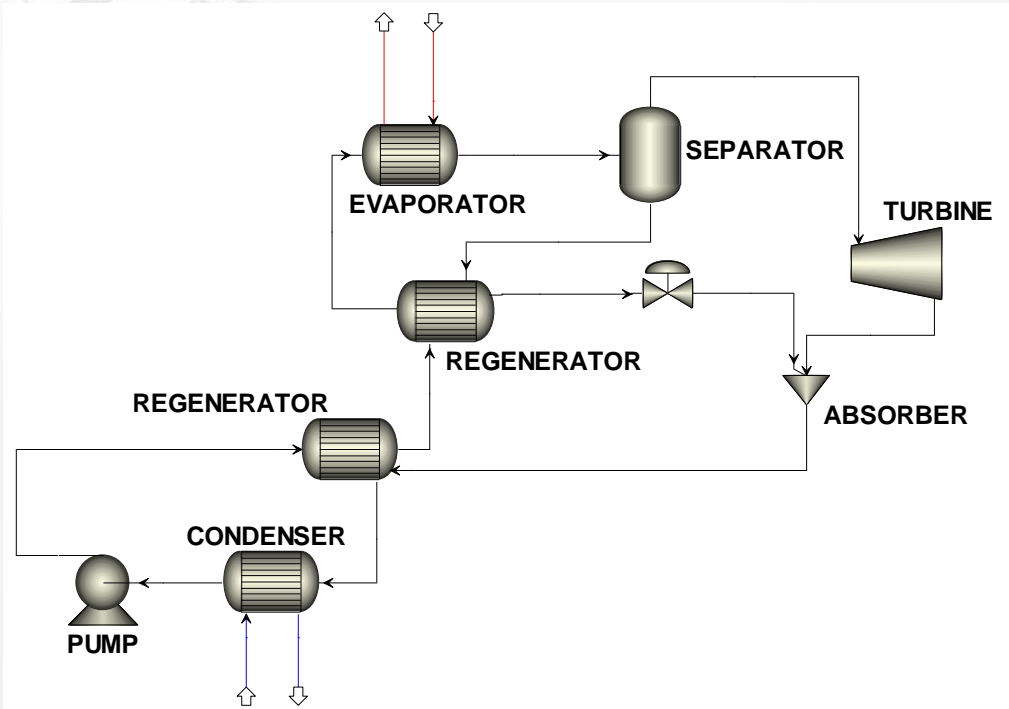 SEPARATOR
EVAPORATOR
TURBINE
REGENERATOR
REGENERATOR
ABSORBER
CONDENSER
PUMP